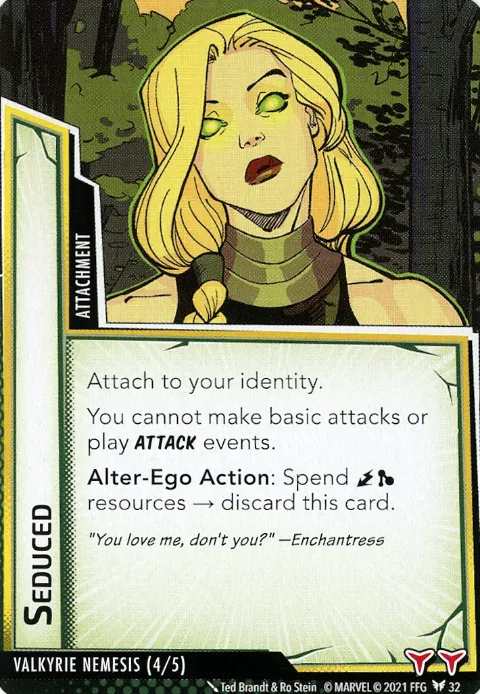 ATTACHMENT
Attach to your identity.
You cannot make basic attacks or
play ATTACK events.
Alter-Ego Action: Spend
resources → discard this card.
"You love me, don't you?" —Enchantress
SEDUCED
VALKYRIE NEMESIS (4/5)
Ted Brandt & Ro Stein © MARVEL © 2021 FFG 32